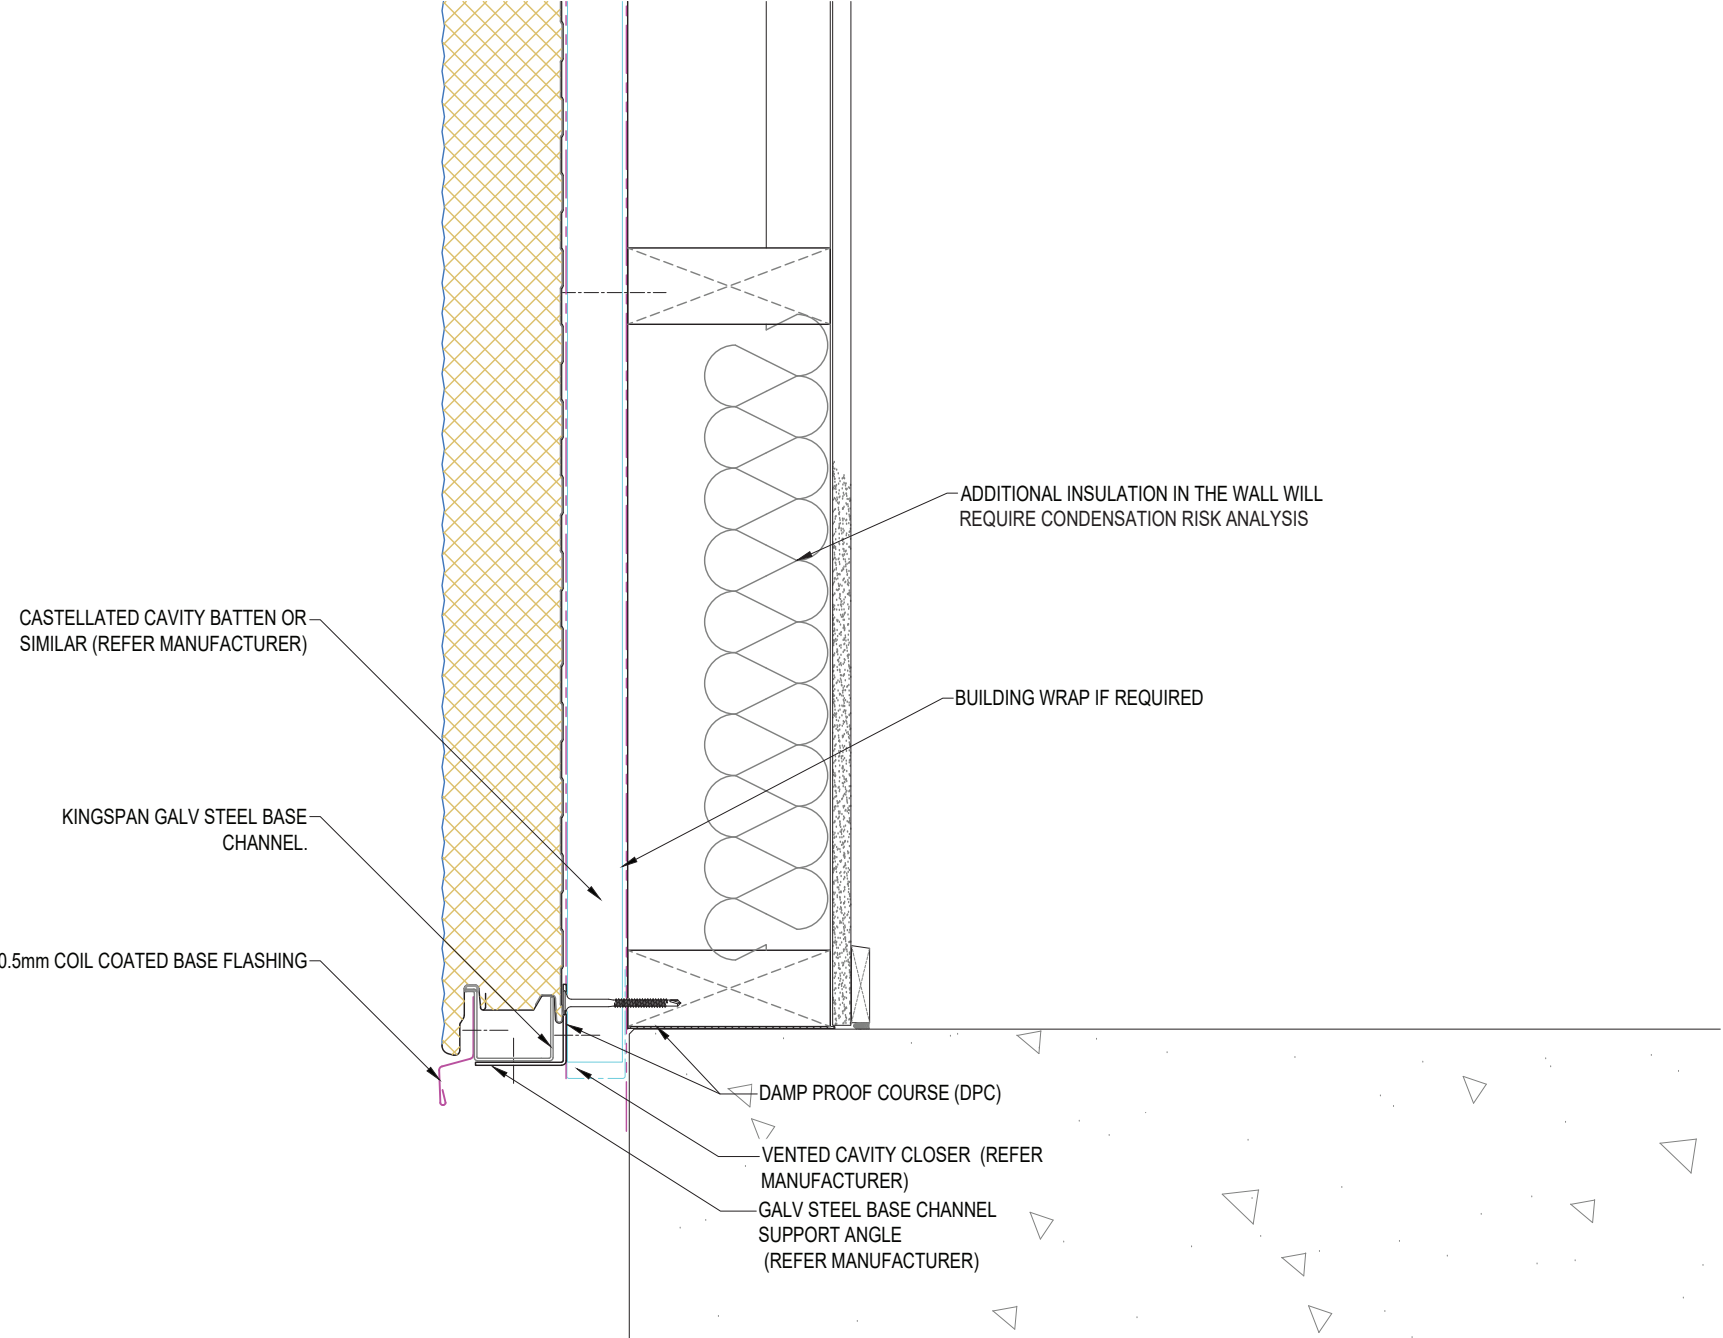 ADDITIONAL INSULATION IN THE WALL WILL
REQUIRE CONDENSATION RISK ANALYSIS
CASTELLATED CAVITY BATTEN OR
SIMILAR (REFER MANUFACTURER)
BUILDING WRAP IF REQUIRED
KINGSPAN GALV STEEL BASE
CHANNEL.
0.5mm COIL COATED BASE FLASHING
DAMP PROOF COURSE (DPC)
VENTED CAVITY CLOSER (REFER
MANUFACTURER)
GALV STEEL BASE CHANNEL
SUPPORT ANGLE
(REFER MANUFACTURER)